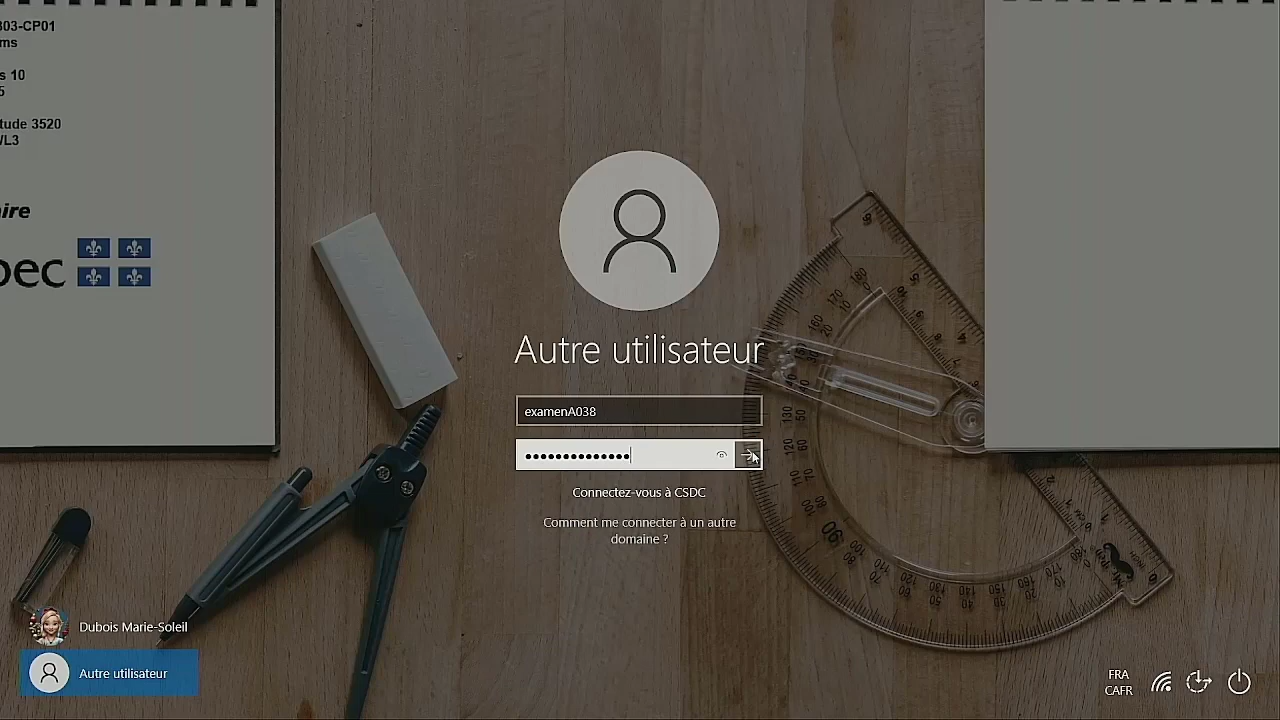 303-CP01
ms
s 10
5
tude 3520
VL3
aire
bec
Autre utilisateur
examenA038
Connectez-vous à CSDC
Comment me connecter à un autre
domaine ?
Dubois Marie-Soleil
Autre utilisateur
FRA
CAFR